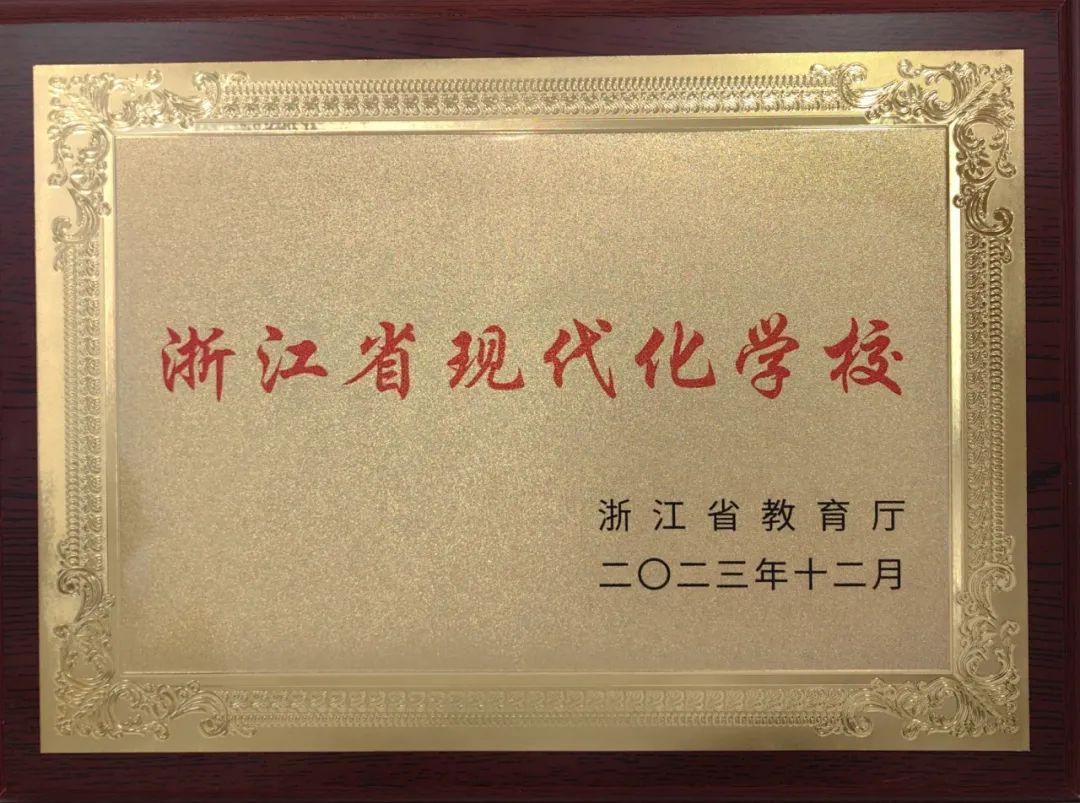 浙江省现代化学校
浙江省教育厅
二〇二三年十二月